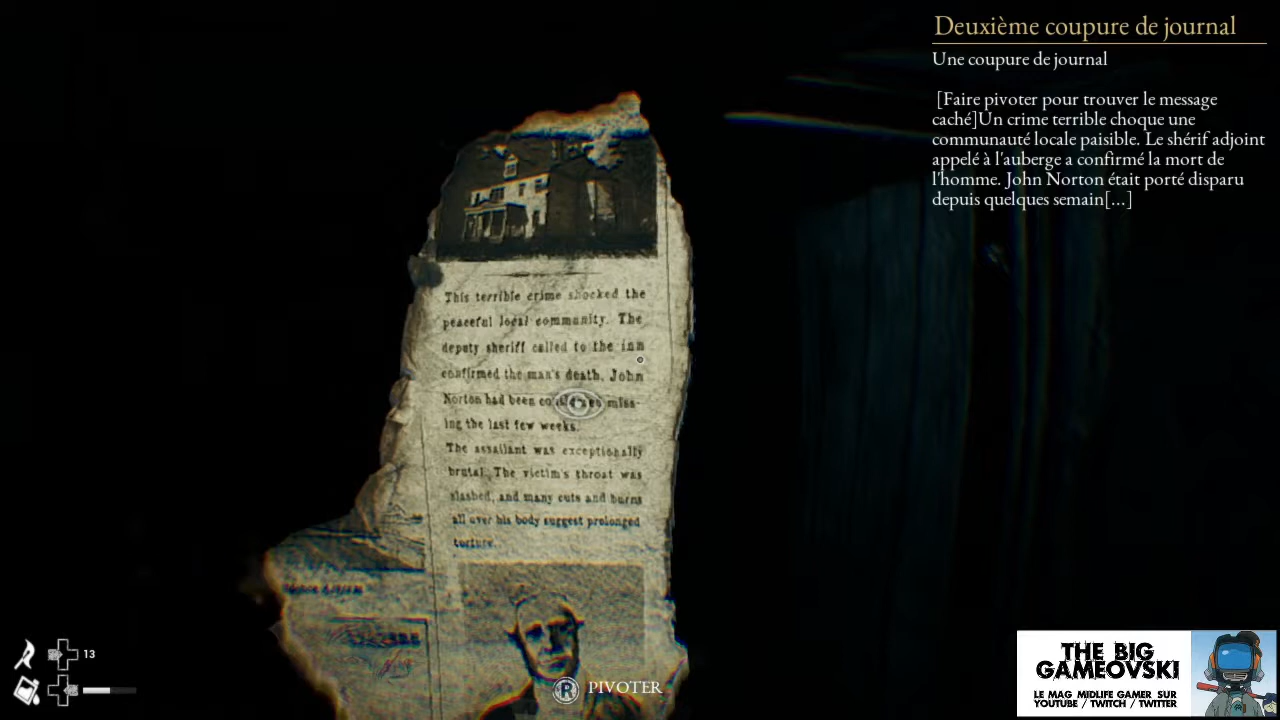 Deuxième coupure de journal
Une coupure de journal
[Faire pivoter pour trouver le message
caché]Un crime terrible choque une
communauté locale paisible. Le shérif adjoint
appelé à l'auberge a confirmé la mort de
l'homme. John Norton était porté disparu
depuis quelques semain[...]
This terrible crime shocked the
peaceful local community. The
deputy sheriff called to the inn
confirmed the man's death. John
Norton had been miss-
ing the last few weeks.
The assailant was exceptionally
brutal. The victim's throat was
slashed, and many cuts and burns
all over his body suggest prolonged
torture.
13
R PIVOTER
THE BIG
GAMEOVSKI
LE MAG MIDLIFE GAMER SUR
YOUTUBE / TWITCH / TWITTER